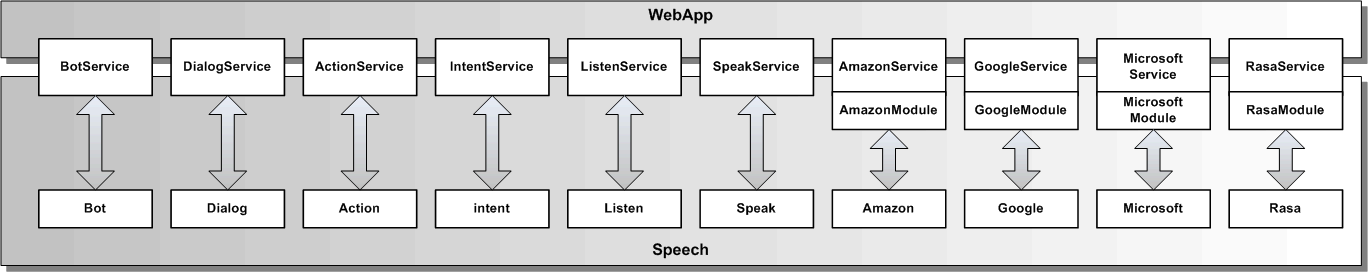 WebApp
BotService
DialogService
ActionService
IntentService
ListenService
SpeakService
AmazonService
GoogleService
Microsoft
Service
RasaService
AmazonModule
GoogleModule
Microsoft
Module
RasaModule
Bot
Dialog
Action
intent
Listen
Speak
Amazon
Google
Microsoft
Rasa
Speech